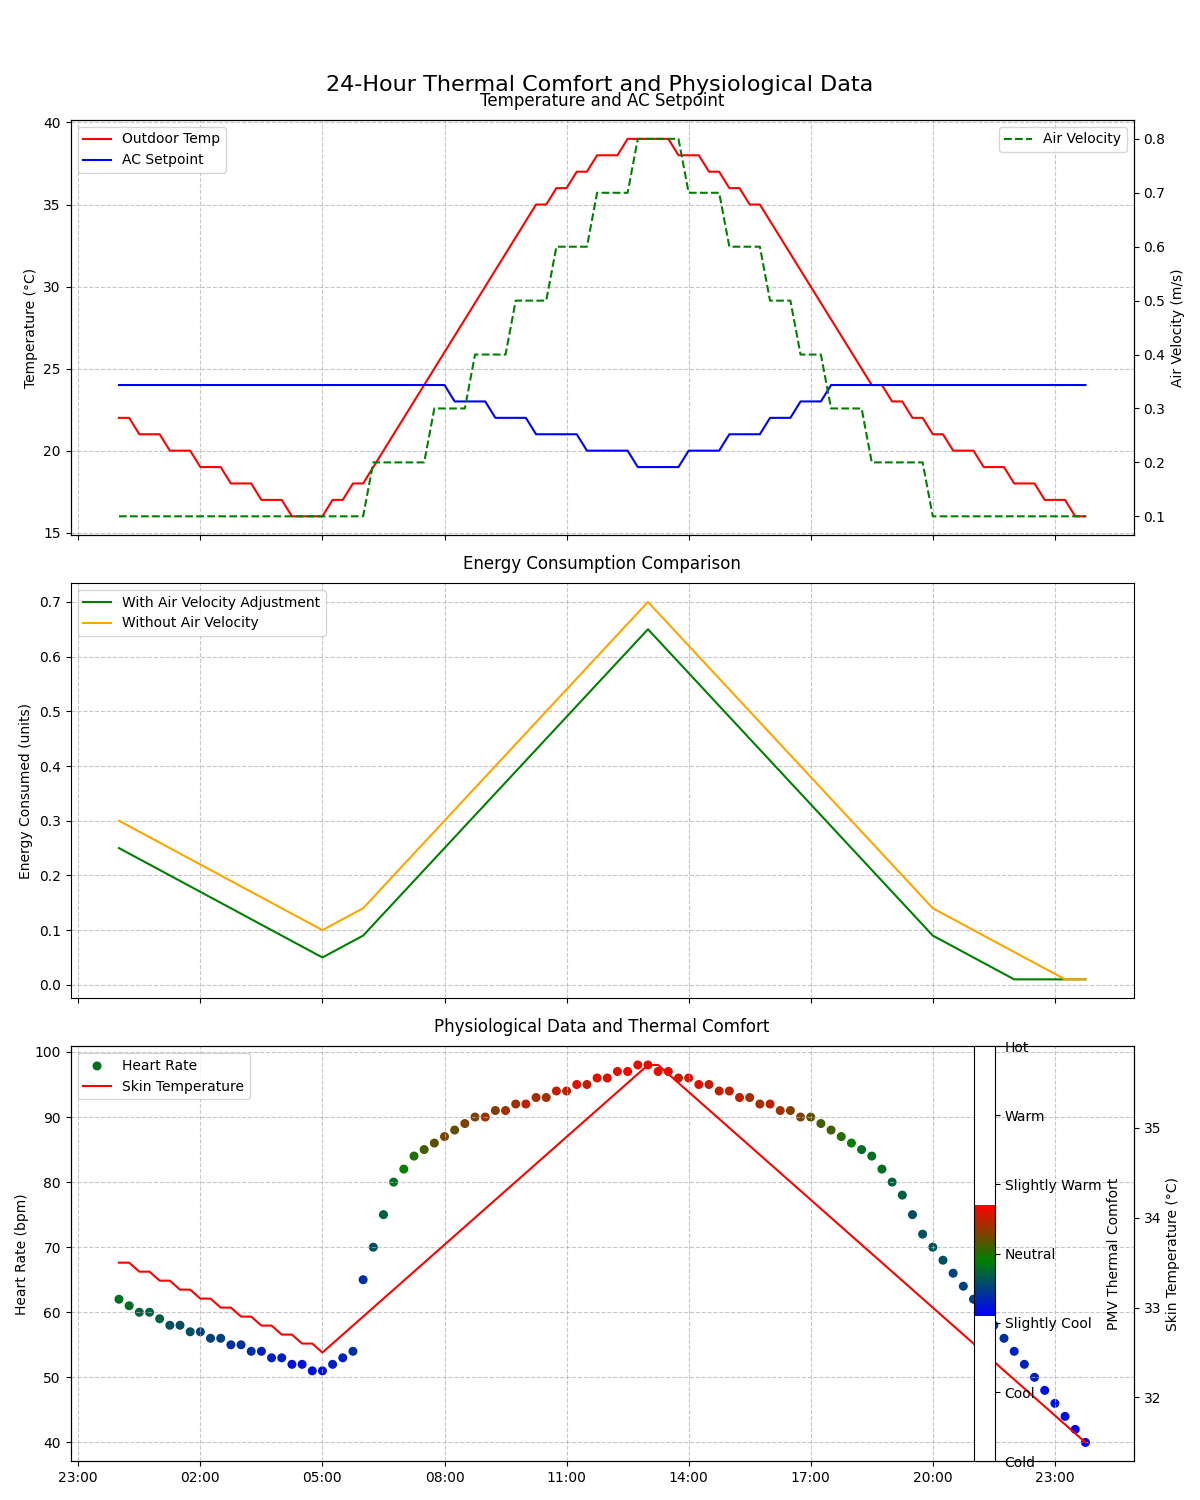 24-Hour Thermal Comfort and Physiological Data
Temperature and AC Setpoint
Outdoor Temp
AC Setpoint
Air Velocity
40
35
30
25
20
15
Temperature (°C)
0.8
0.7
0.6
0.5
0.4
0.3
0.2
0.1
Air Velocity (m/s)
Energy Consumption Comparison
With Air Velocity Adjustment
Without Air Velocity
0.7
0.6
0.5
0.4
0.3
0.2
0.1
0.0
Energy Consumed (units)
Physiological Data and Thermal Comfort
Heart Rate
Skin Temperature
100
90
80
70
60
50
40
Heart Rate (bpm)
Hot
Warm
Slightly Warm
Neutral
Slightly Cool
Cool
Cold
PMV Thermal Comfort
35
34
33
32
Skin Temperature (°C)
23:00 02:00 05:00 08:00 11:00 14:00 17:00 20:00 23:00